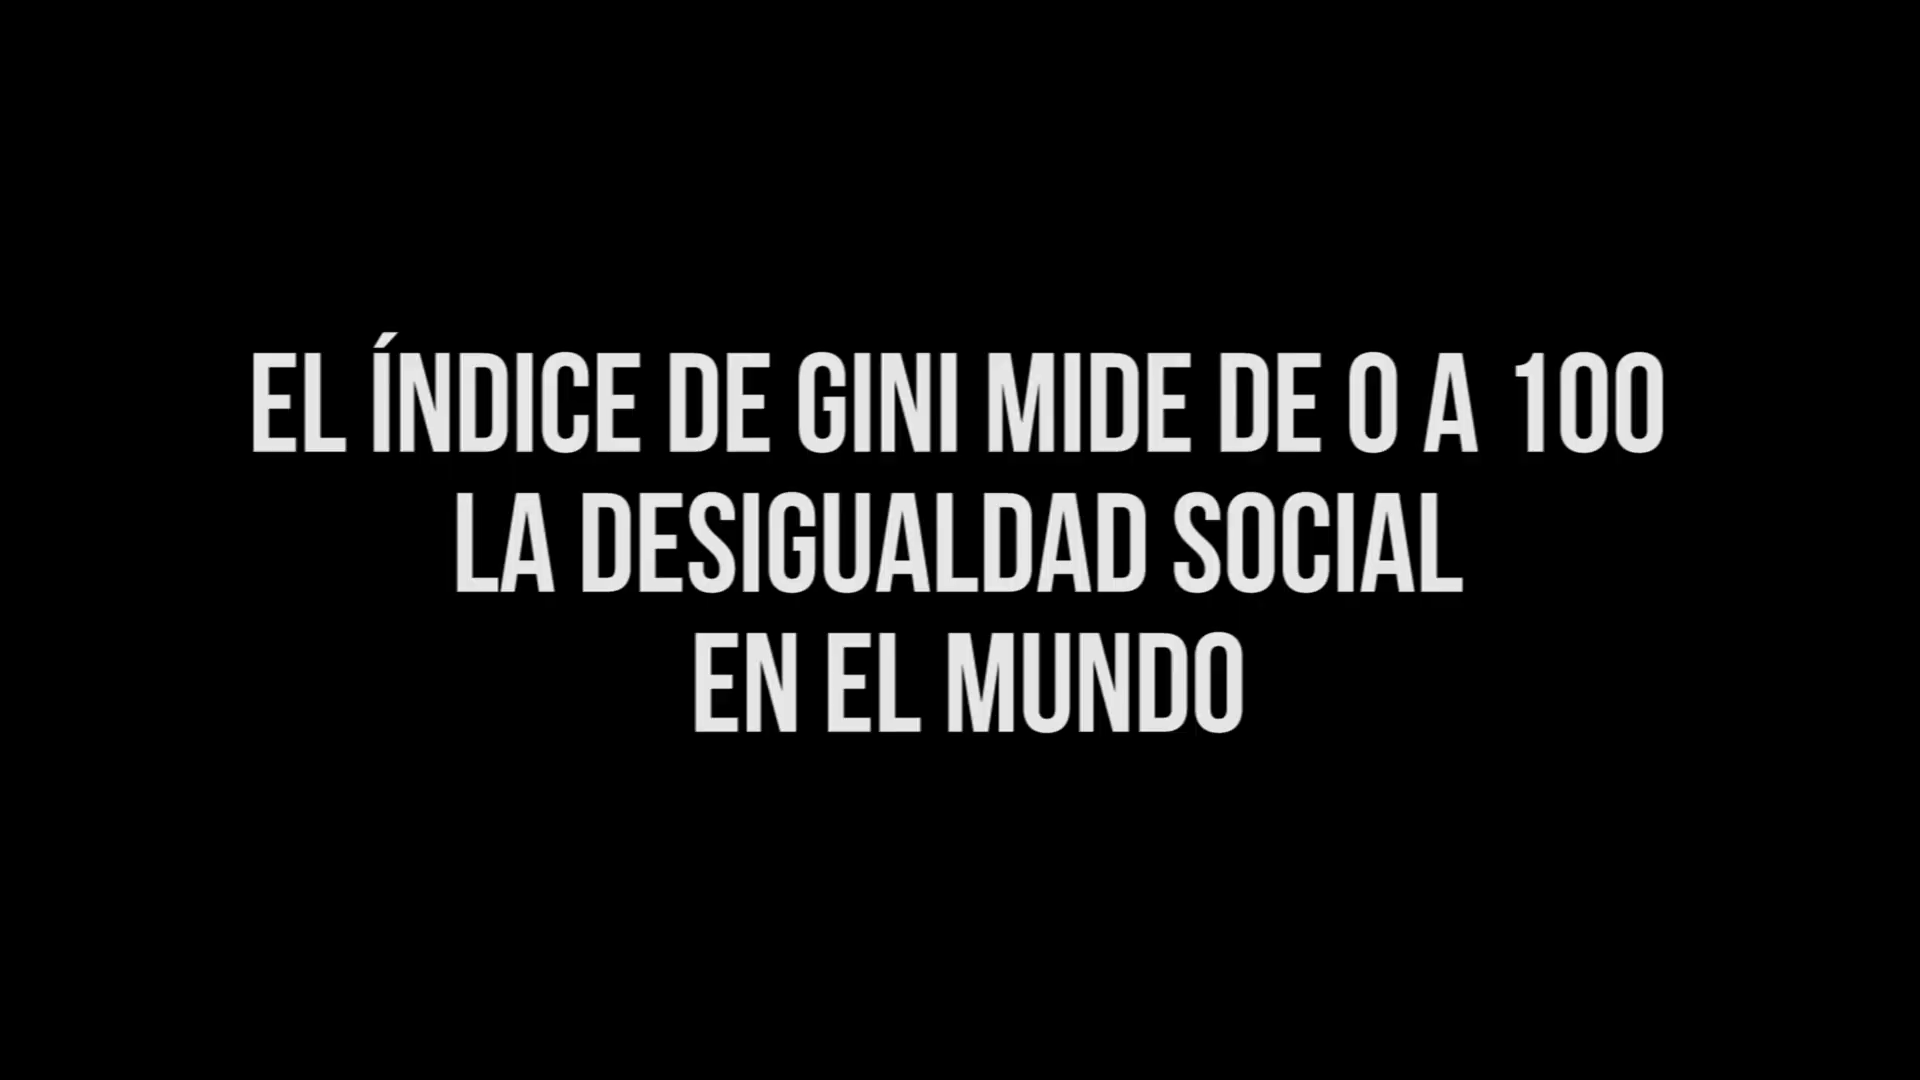 EL ÍNDICE DE GINI MIDE DE 0 A 100
LA DESIGUALDAD SOCIAL
EN EL MUNDO